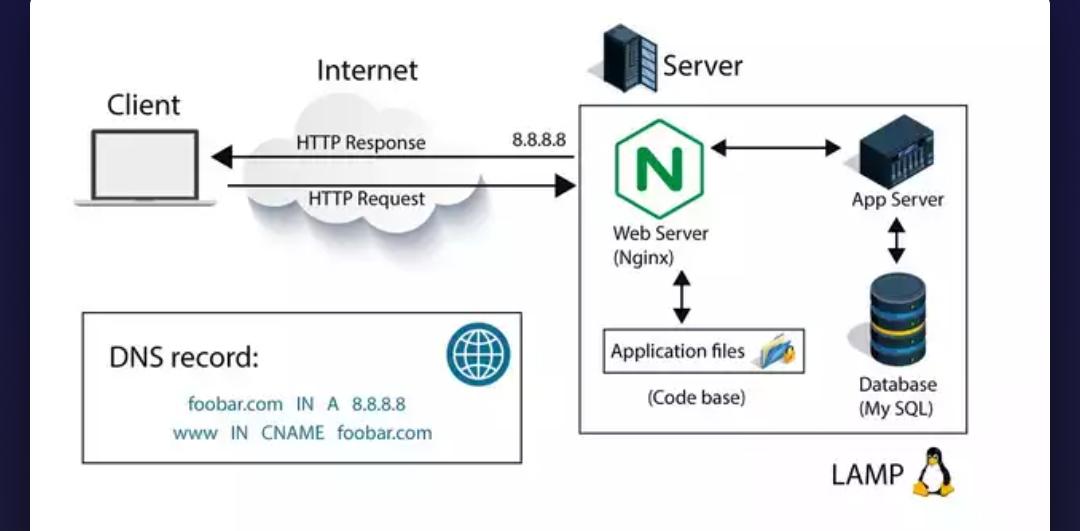 Internet
Server
Client
HTTP Response
8.8.8.8
HTTP Request
N
App Server
Web Server
(Nginx)
Application files
(Code base)
Database
(My SQL)
DNS record:
foobar.com IN A 8.8.8.8
www IN CNAME foobar.com
LAMP